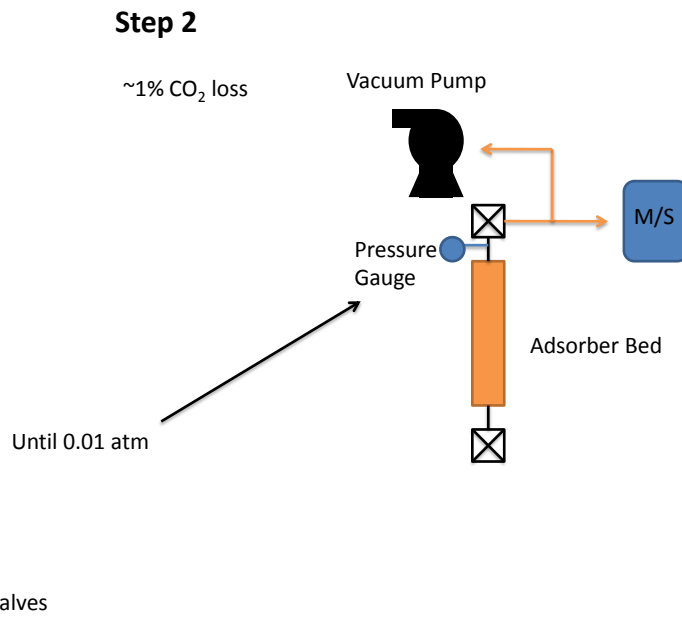 Step 2
~1% CO₂ loss
Vacuum Pump
M/S
Pressure
Gauge
Adsorber Bed
Until 0.01 atm
alves